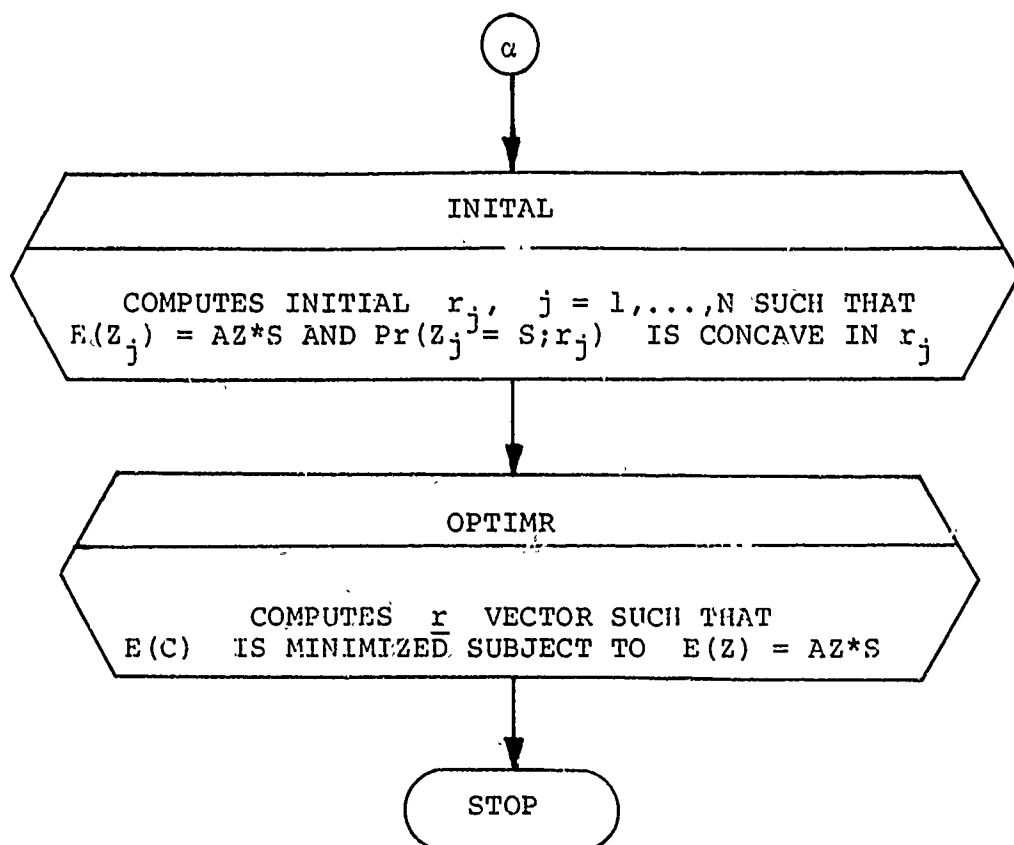 α
INITAL
COMPUTES INITIAL r_j, j = 1,...,N SUCH THAT
E(Z_j) = AZ*S AND Pr(Z_j = S;r_j) IS CONCAVE IN r_j
OPTIMR
COMPUTES r VECTOR SUCH THAT
E(C) IS MINIMIZED SUBJECT TO E(Z) = AZ*S
STOP